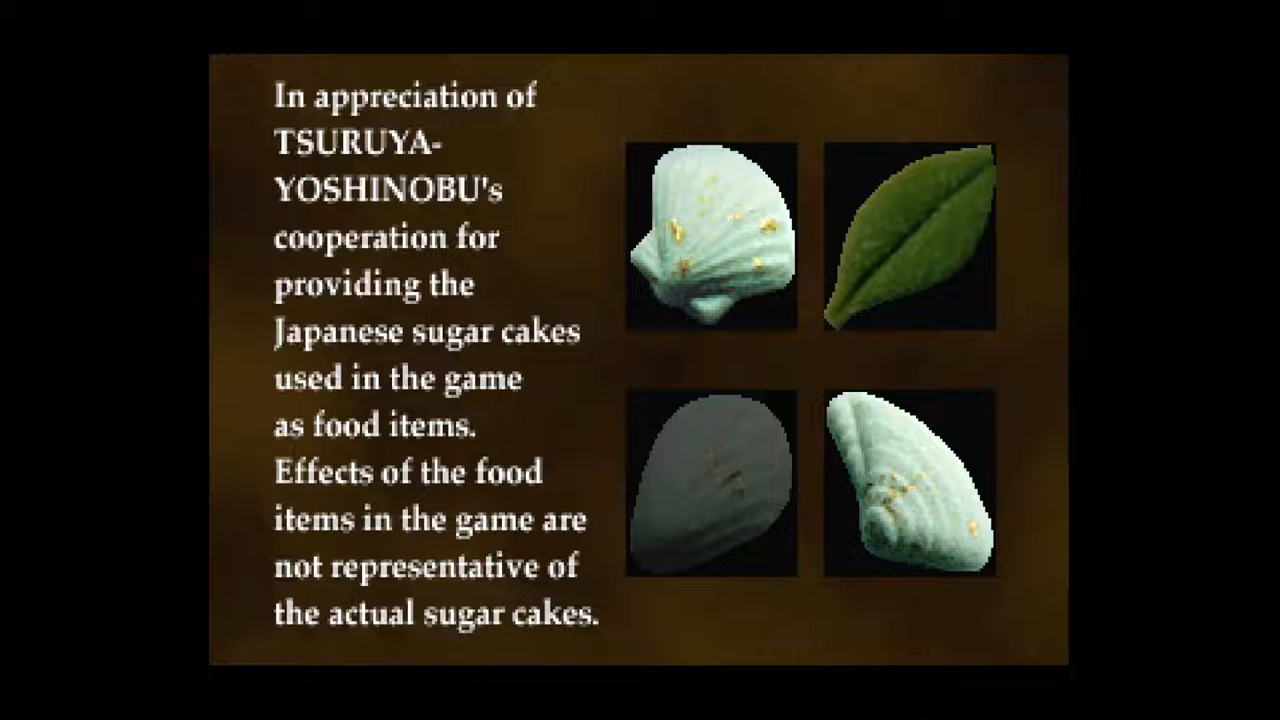 In appreciation of
TSURUYA-
YOSHINOBU's
cooperation for
providing the
Japanese sugar cakes
used in the game
as food items.
Effects of the food
items in the game are
not representative of
the actual sugar cakes.